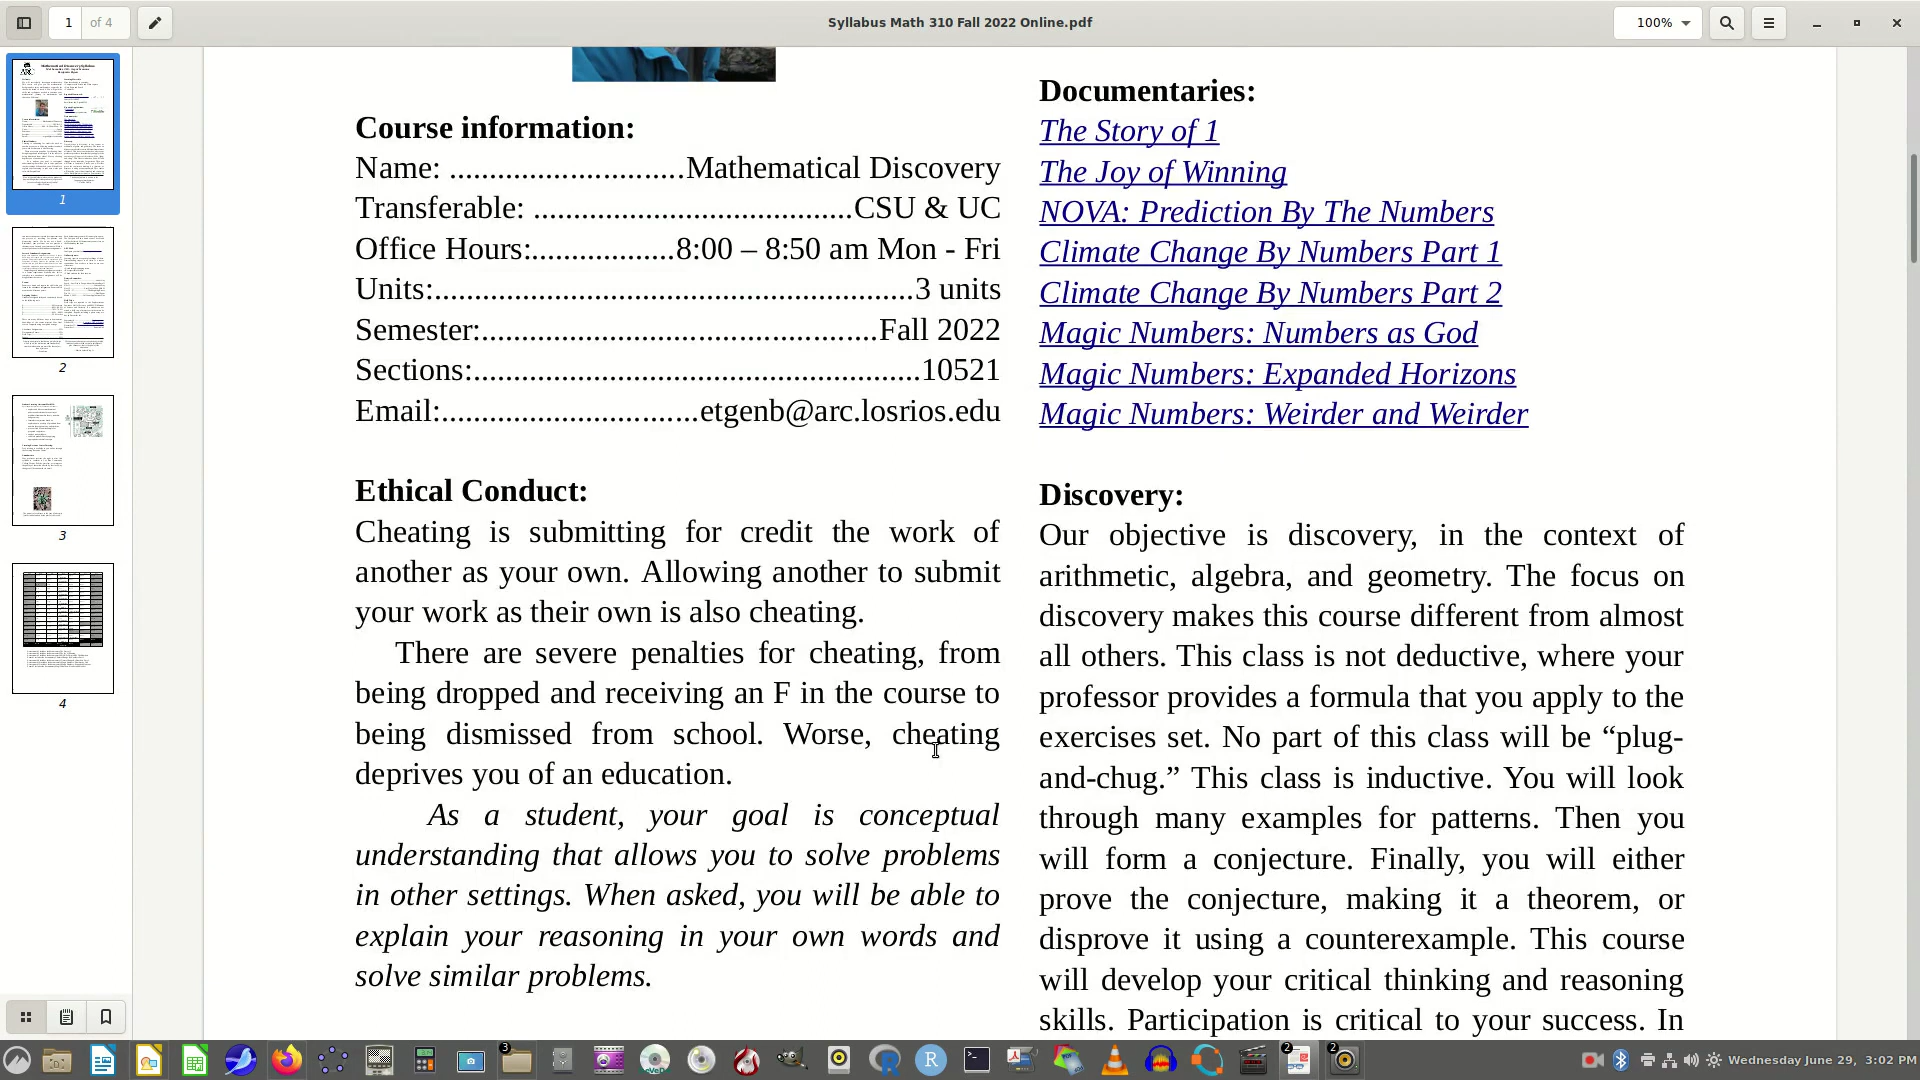 1 of 4
Syllabus Math 310 Fall 2022 Online.pdf
100%
1
2
3
4
Course information:
Name: ............................Mathematical Discovery
Transferable: ......................................CSU & UC
Office Hours:..................8:00 – 8:50 am Mon - Fri
Units:..........................................................3 units
Semester:................................................Fall 2022
Sections:.....................................................10521
Email:...............................etgenb@arc.losrios.edu
Ethical Conduct:
Cheating is submitting for credit the work of
another as your own. Allowing another to submit
your work as their own is also cheating.
There are severe penalties for cheating, from
being dropped and receiving an F in the course to
being dismissed from school. Worse, cheating
deprives you of an education.
As a student, your goal is conceptual
understanding that allows you to solve problems
in other settings. When asked, you will be able to
explain your reasoning in your own words and
solve similar problems.
Documentaries:
The Story of 1
The Joy of Winning
NOVA: Prediction By The Numbers
Climate Change By Numbers Part 1
Climate Change By Numbers Part 2
Magic Numbers: Numbers as God
Magic Numbers: Expanded Horizons
Magic Numbers: Weirder and Weirder
Discovery:
Our objective is discovery, in the context of
arithmetic, algebra, and geometry. The focus on
discovery makes this course different from almost
all others. This class is not deductive, where your
professor provides a formula that you apply to the
exercises set. No part of this class will be “plug-
and-chug.” This class is inductive. You will look
through many examples for patterns. Then you
will form a conjecture. Finally, you will either
prove the conjecture, making it a theorem, or
disprove it using a counterexample. This course
will develop your critical thinking and reasoning
skills. Participation is critical to your success. In
3
2
2
Wednesday June 29, 3:02 PM